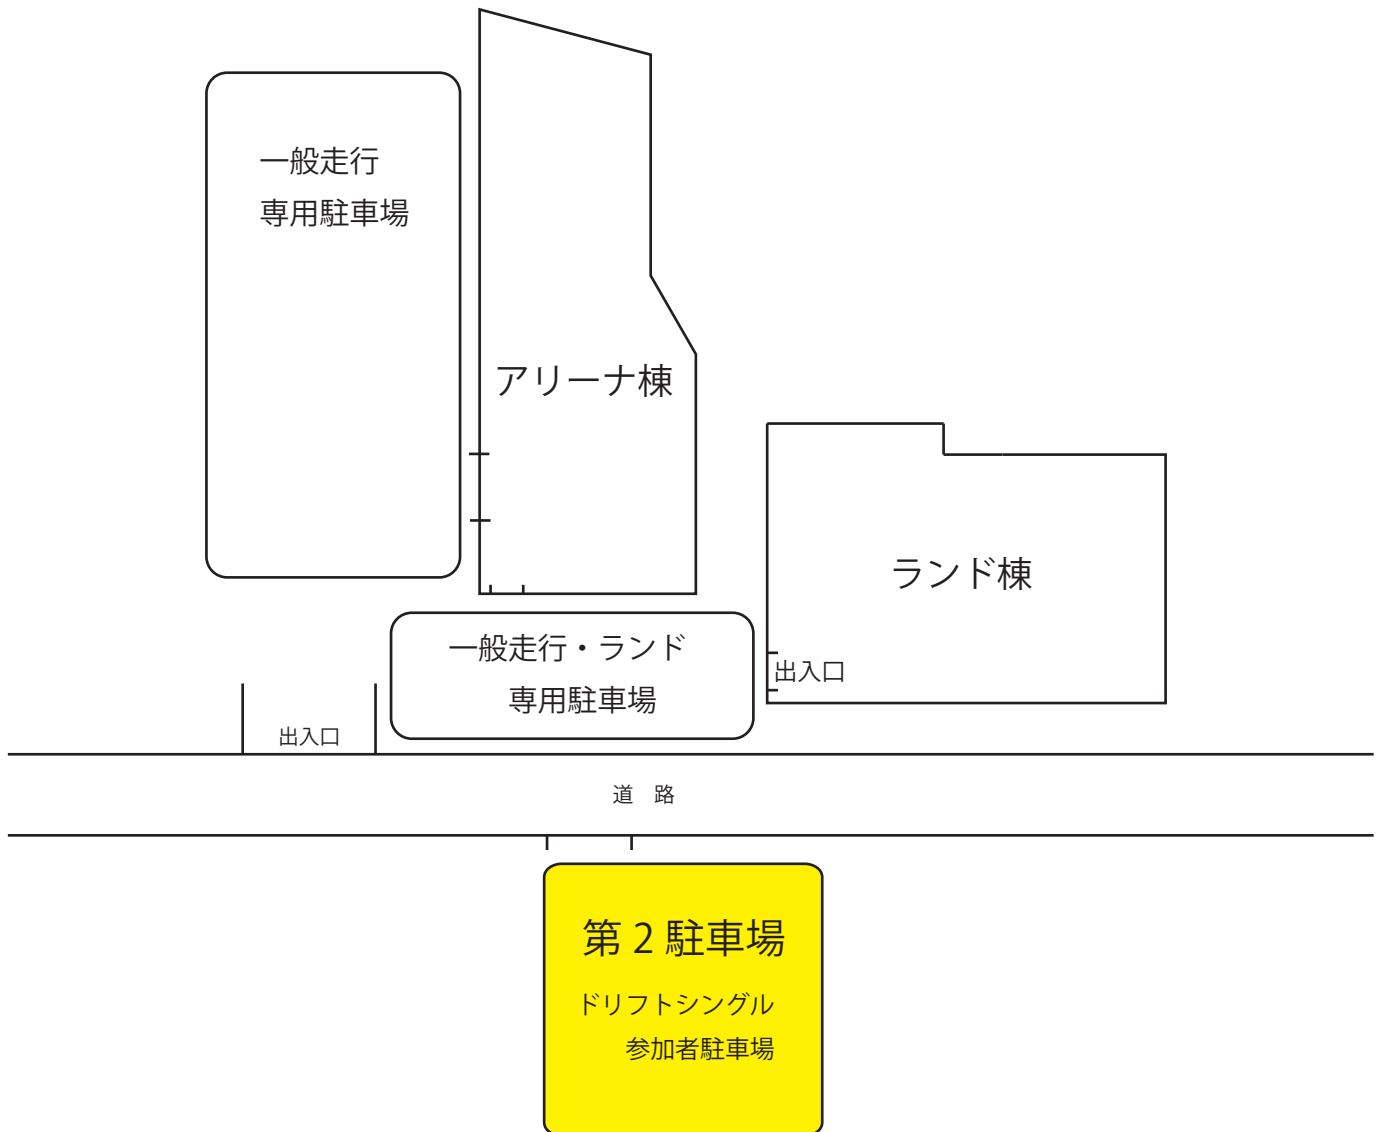 一般走行
専用駐車場
アリーナ棟
ランド棟
一般走行・ランド
専用駐車場
出入口
出入口
道　路
第 2 駐車場
ドリフトシングル
参加者駐車場